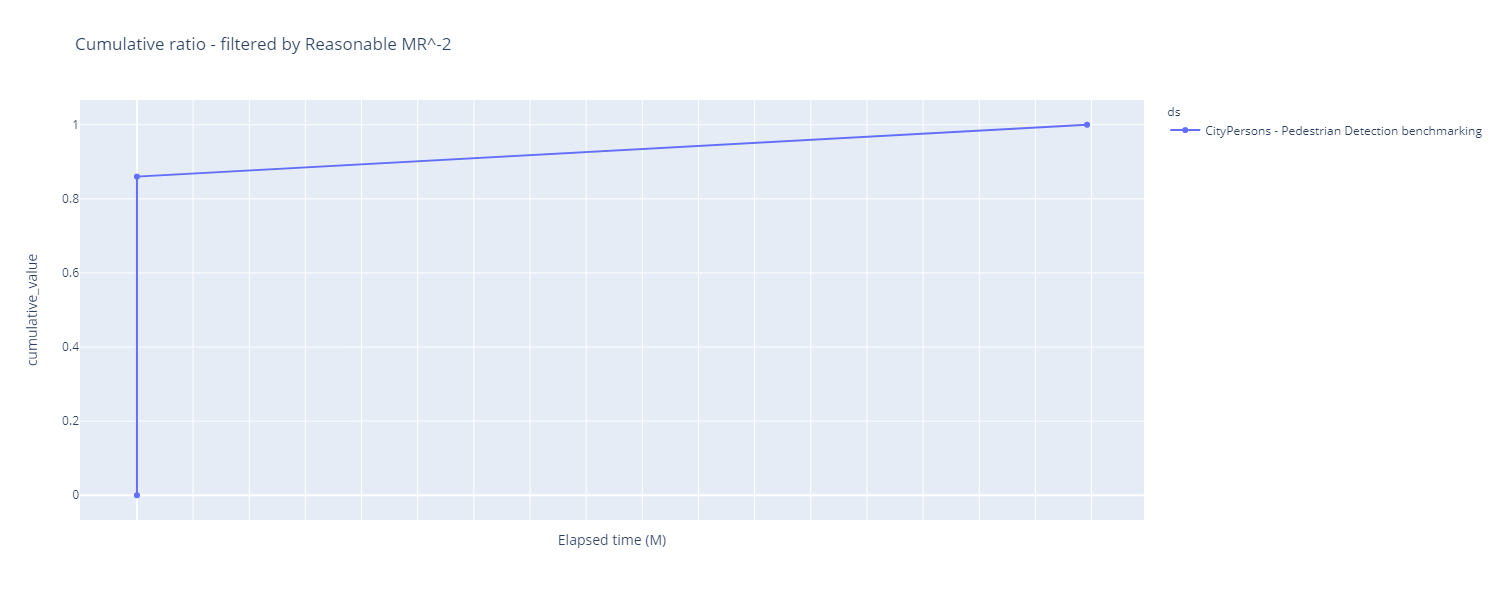 Cumulative ratio - filtered by Reasonable MR^-2
ds
CityPersons - Pedestrian Detection benchmarking
1
0.8
0.6
0.4
0.2
0
cumulative_value
Elapsed time (M)